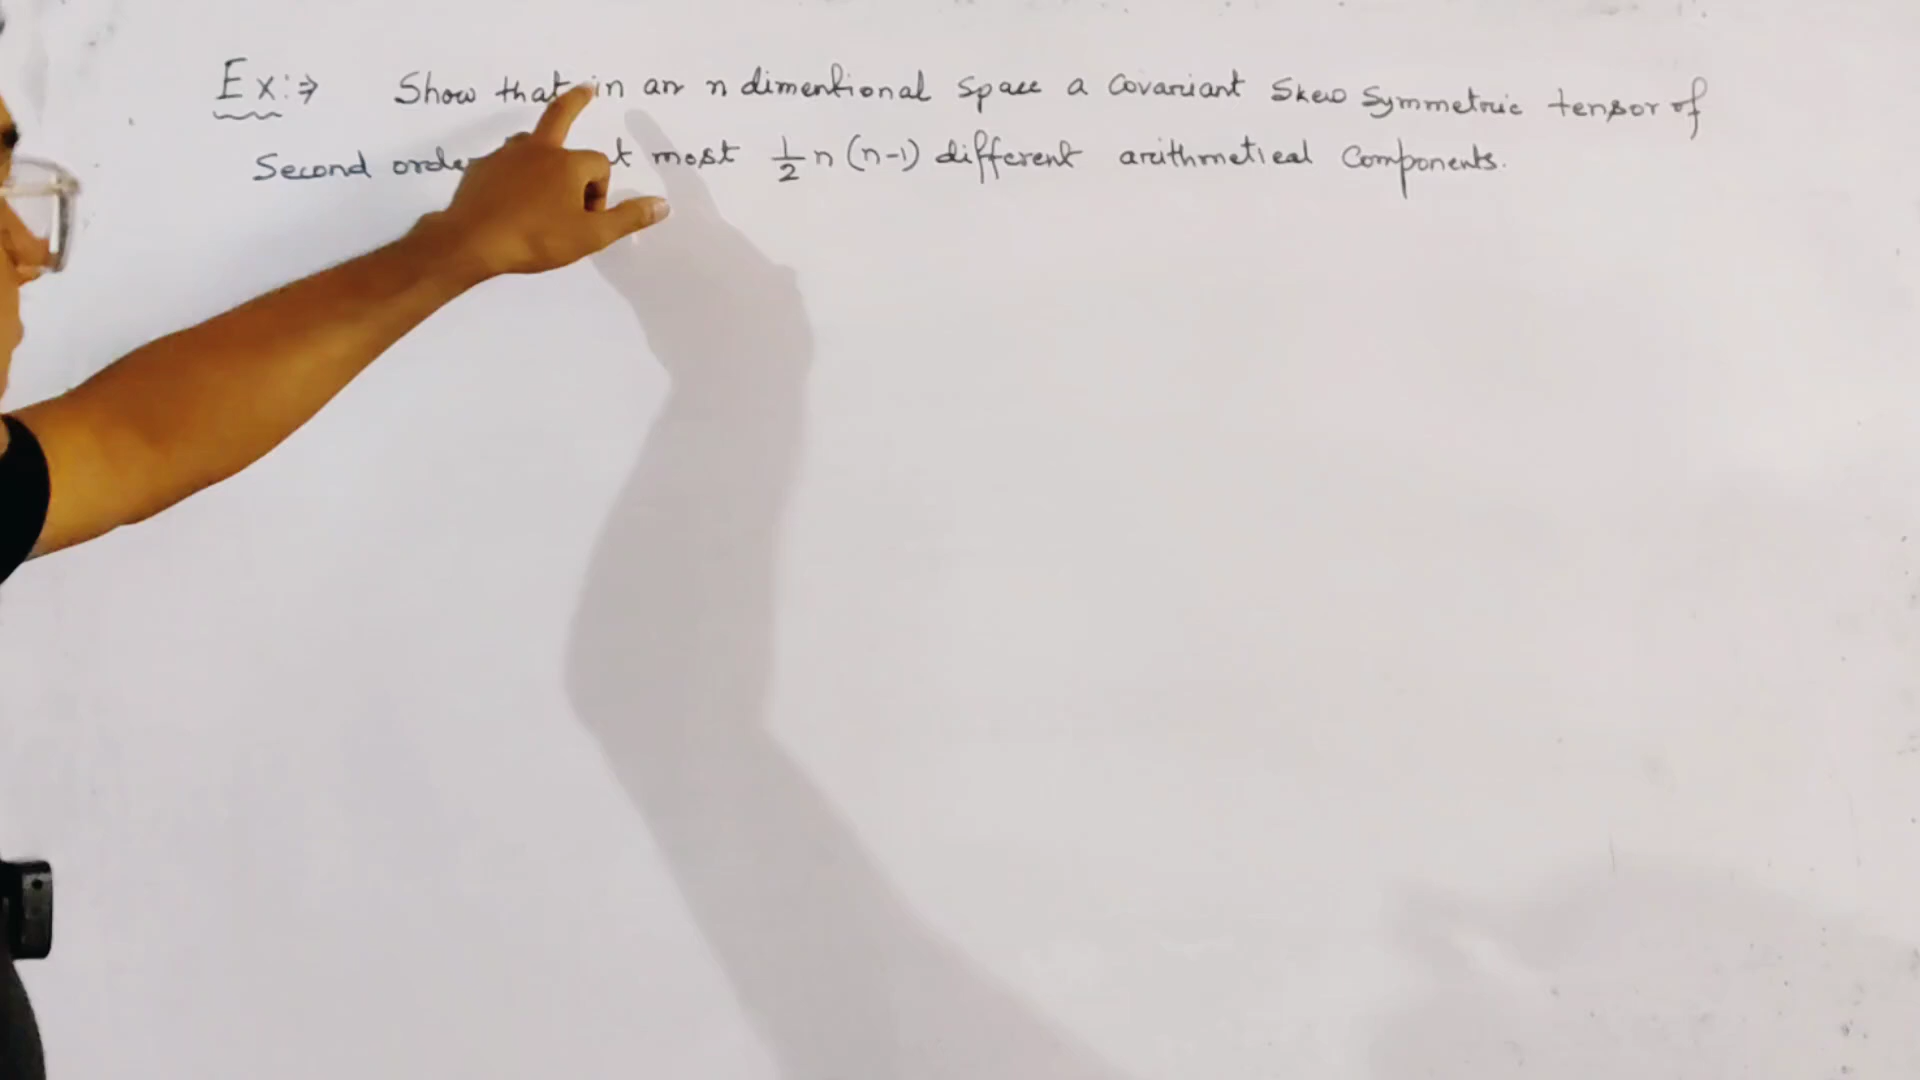 Ex:⇒ Show that in an n dimentional space a covariant skew symmetric tensor of
Second most ½ n (n-1) different arithmetical components.